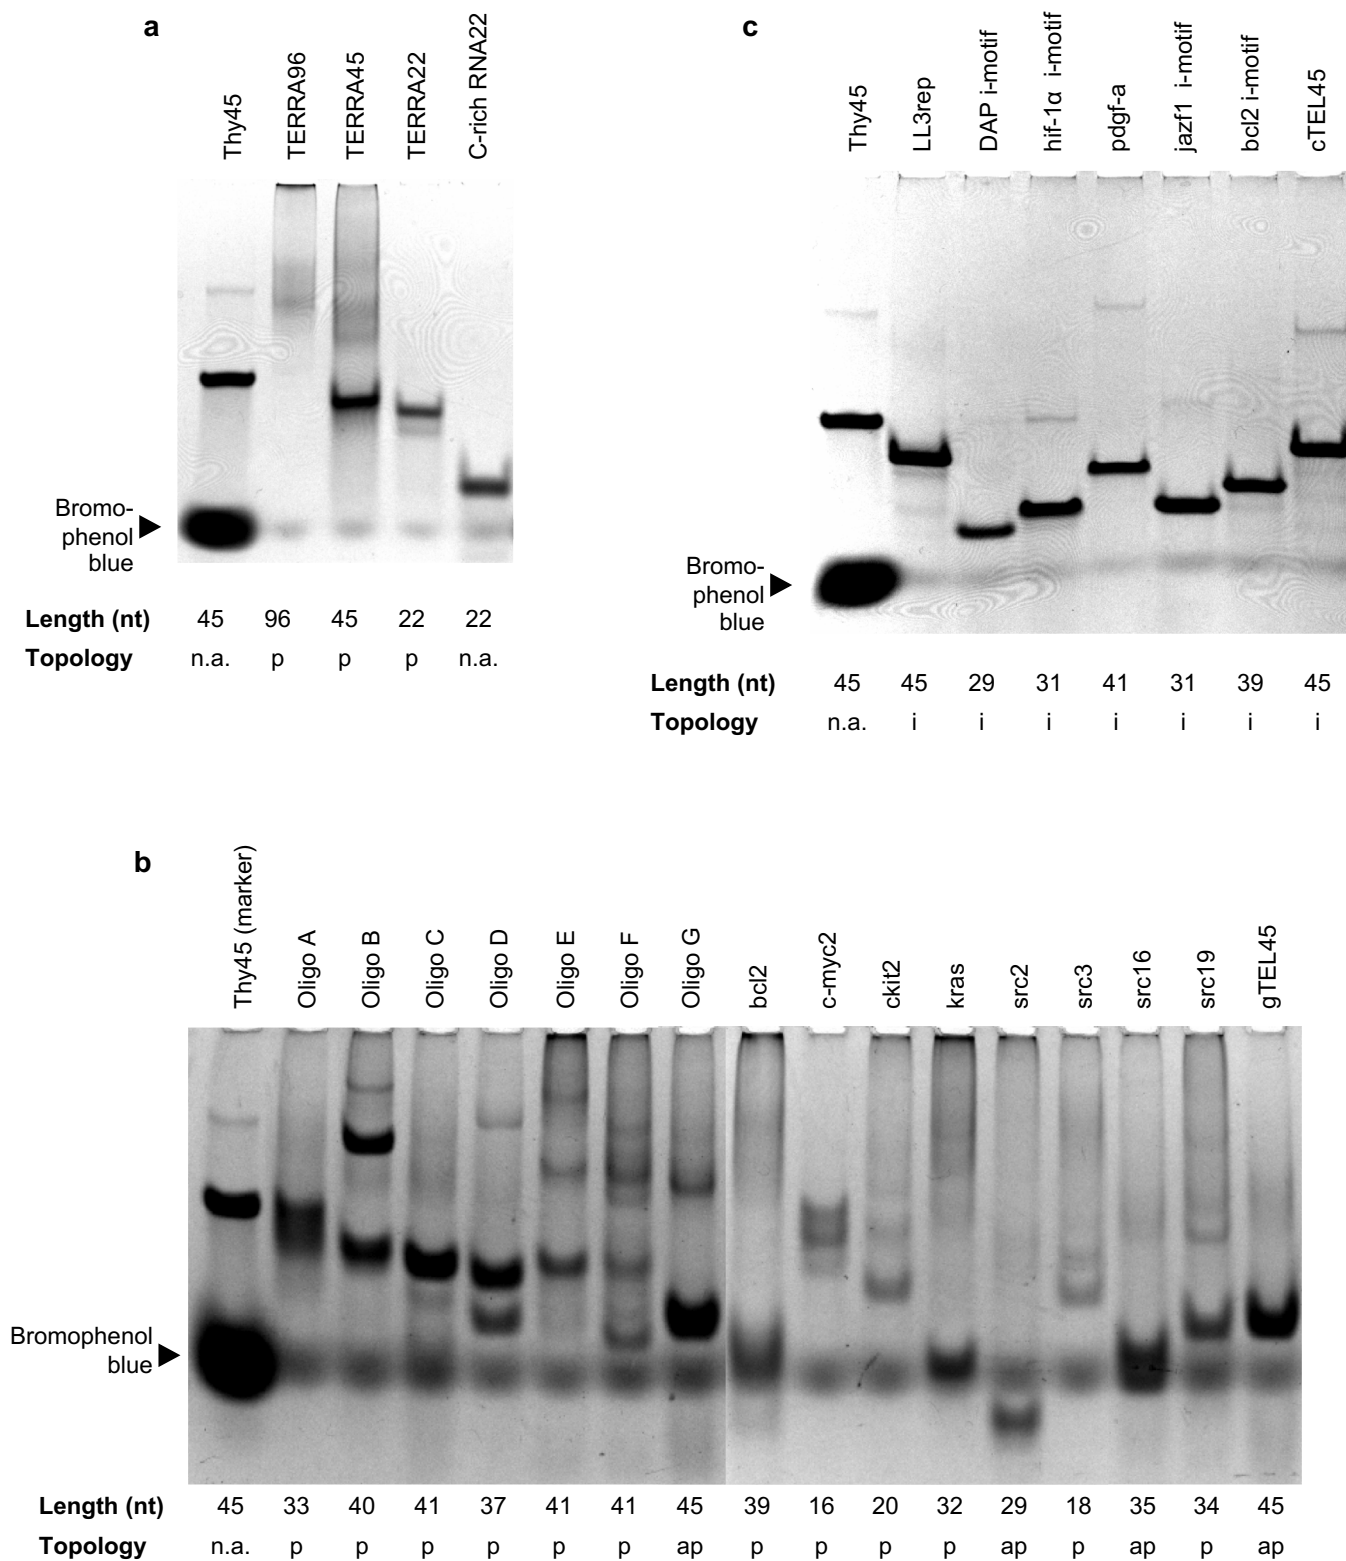 a
Thy45
TERRA96
TERRA45
TERRA22
C-rich RNA22
Bromo-
phenol
blue
Length (nt) 45 96 45 22 22
Topology n.a. p p p n.a.
c
Thy45
LL3rep
DAP i-motif
hif-1α i-motif
pdgf-a
jazf1 i-motif
bcl2 i-motif
cTEL45
Bromo-
phenol
blue
Length (nt) 45 45 29 31 41 31 39 45
Topology n.a. i i i i i i i
b
Thy45 (marker)
Oligo A
Oligo B
Oligo C
Oligo D
Oligo E
Oligo F
Oligo G
bcl2
c-myc2
ckit2
kras
src2
src3
src16
src19
gTEL45
Bromophenol
blue
Length (nt) 45 33 40 41 37 41 41 45 39 16 20 32 29 18 35 34 45
Topology n.a. p p p p p p ap p p p p ap p ap p ap